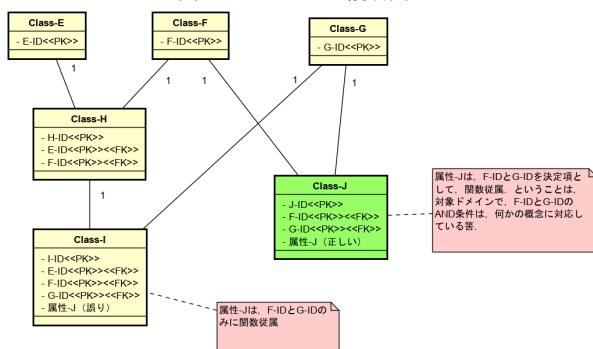 Class-E
- E-ID<<PK>>
Class-F
- F-ID<<PK>>
Class-G
- G-ID<<PK>>
1
1
1
1
1
Class-H
- H-ID<<PK>>
- E-ID<<PK>><<FK>>
- F-ID<<PK>><<FK>>
1
Class-J
- J-ID<<PK>>
- F-ID<<PK>><<FK>>
- G-ID<<PK>><<FK>>
- 属性-J（正しい）
属性-Jは，F-IDとG-IDを決定項と
して，関数従属．ということは，
対象ドメインで，F-IDとG-IDの
AND条件は，何かの概念に対応し
ている筈．
Class-I
- I-ID<<PK>>
- E-ID<<PK>><<FK>>
- F-ID<<PK>><<FK>>
- G-ID<<PK>><<FK>>
- 属性-J（誤り）
属性-Jは，F-IDとG-IDの
みに関数従属